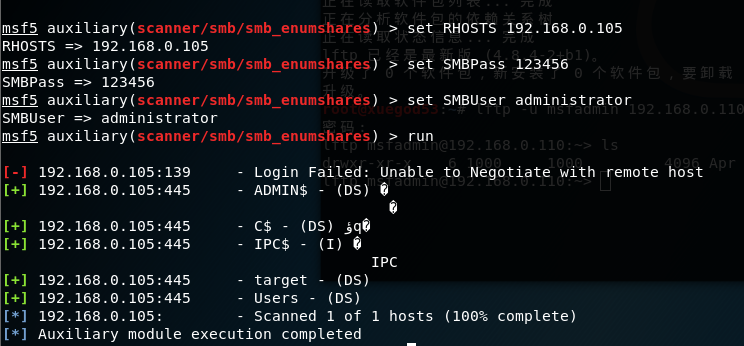 正在读取软件包列表... 完成
正在分析软件包的依赖关系树
msf5 auxiliary(scanner/smb/smb_enumshares) > set RHOSTS 192.168.0.105
正在读取状态信息... 完成
RHOSTS => 192.168.0.105
lftp 已经是最新版
msf5 auxiliary(scanner/smb/smb_enumshares) > set SMBPass 123456
升级了 0 个软件包，新安装了 0 个软件包，要卸载
SMBPass => 123456
升级。
msf5 auxiliary(scanner/smb/smb_enumshares) > set SMBUser administrator
lftp -u msfadmin 192.168.0.110
SMBUser => administrator
密码:
msf5 auxiliary(scanner/smb/smb_enumshares) > run
lftp msfadmin@192.168.0.110:~> ls
drwxr-xr-x 6 1000 1000 4096 Apr
[-] 192.168.0.105:139 - Login Failed: Unable to Negotiate with remote host
lftp msfadmin@192.168.0.110:~>
[+] 192.168.0.105:445 - ADMIN$ - (DS) �
�
[+] 192.168.0.105:445 - C$ - (DS) ؤq�
[+] 192.168.0.105:445 - IPC$ - (I) �
IPC
[+] 192.168.0.105:445 - target - (DS)
[+] 192.168.0.105:445 - Users - (DS)
[*] 192.168.0.105: - Scanned 1 of 1 hosts (100% complete)
[*] Auxiliary module execution completed